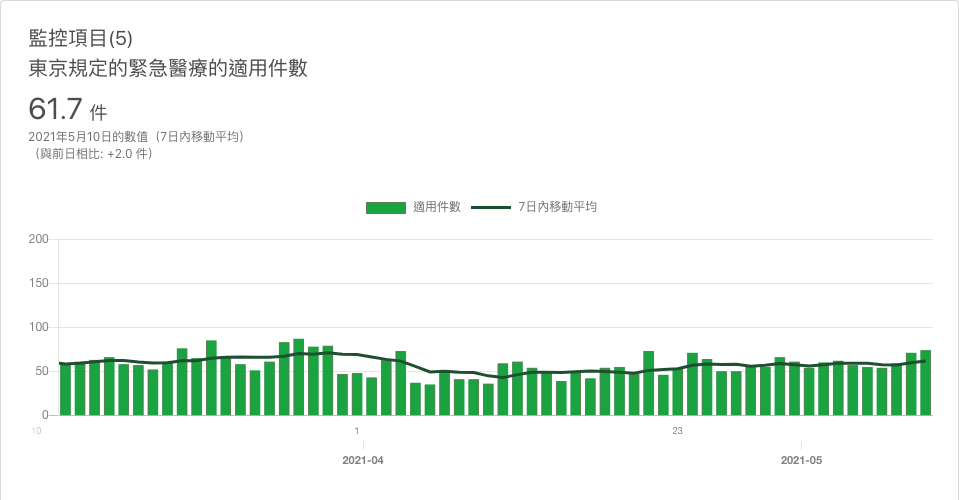 監控項目(5)
東京規定的緊急醫療的適用件數
61.7 件
2021年5月10日的數值（7日內移動平均）
（與前日相比: +2.0 件）
適用件數 7日內移動平均
200
150
100
50
0
10 1 23
2021-04 2021-05